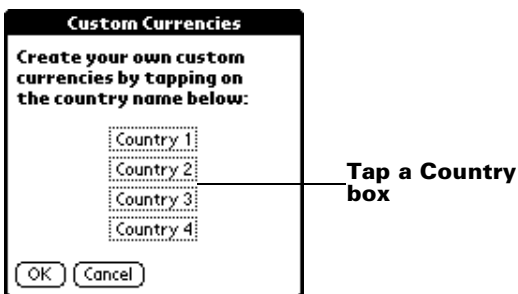 Custom Currencies
Create your own custom
currencies by tapping on
the country name below:
Country 1
Country 2
Country 3
Country 4
Tap a Country
box
OK Cancel